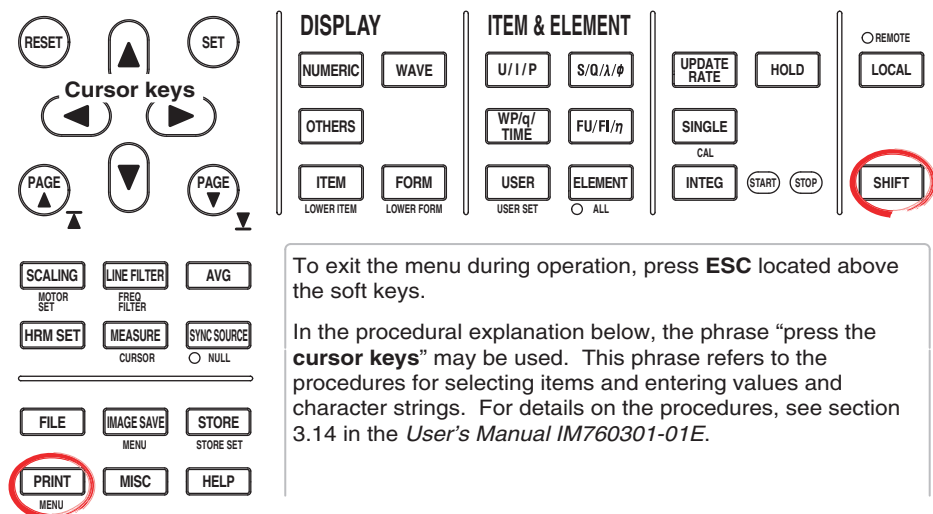 RESET
SET
Cursor keys
PAGE
PAGE
DISPLAY
NUMERIC
WAVE
OTHERS
ITEM
FORM
LOWER ITEM
LOWER FORM
ITEM & ELEMENT
U/I/P
S/Q/λ/ϕ
WP/q/
TIME
FU/FI/η
USER
ELEMENT
USER SET
ALL
UPDATE
RATE
HOLD
SINGLE
CAL
INTEG
START
STOP
REMOTE
LOCAL
SHIFT
SCALING
LINE FILTER
AVG
MOTOR
SET
FREQ
FILTER
HRM SET
MEASURE
SYNC SOURCE
CURSOR
NULL
FILE
IMAGE SAVE
STORE
MENU
STORE SET
PRINT
MISC
HELP
MENU
To exit the menu during operation, press ESC located above
the soft keys.
In the procedural explanation below, the phrase “press the
cursor keys” may be used. This phrase refers to the
procedures for selecting items and entering values and
character strings. For details on the procedures, see section
3.14 in the User's Manual IM760301-01E.